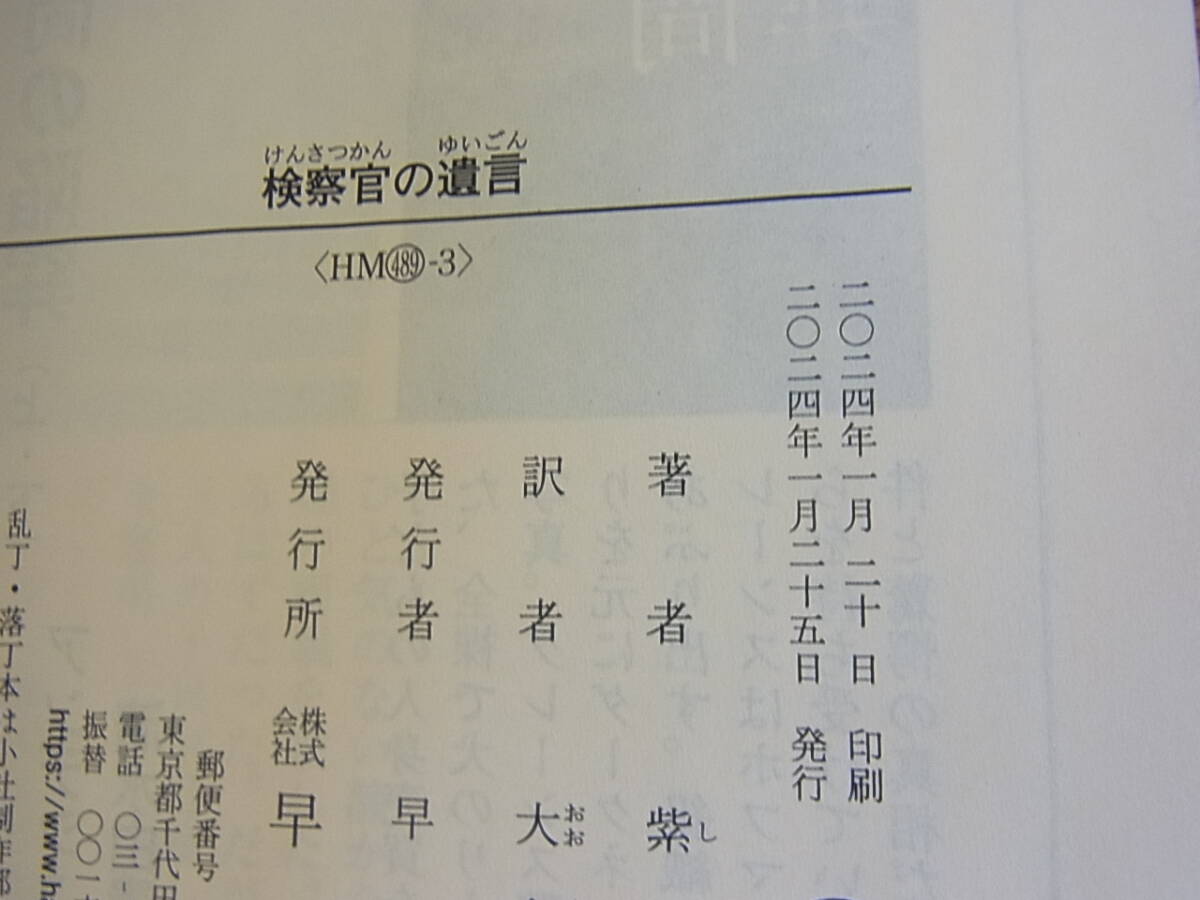 けんさつかん ゆいごん
検察官の遺言
〈HM㊽-3〉
二〇二四年一月 二十 日 印刷
二〇二四年一月二十五日 発行
著者 紫し
訳者 大おお
発行者 早
発行所 株式会社 早
郵便番号
東京都千代田
電話 〇三-
振替 〇〇一
https://www.h
乱丁・落丁本は小社制作部